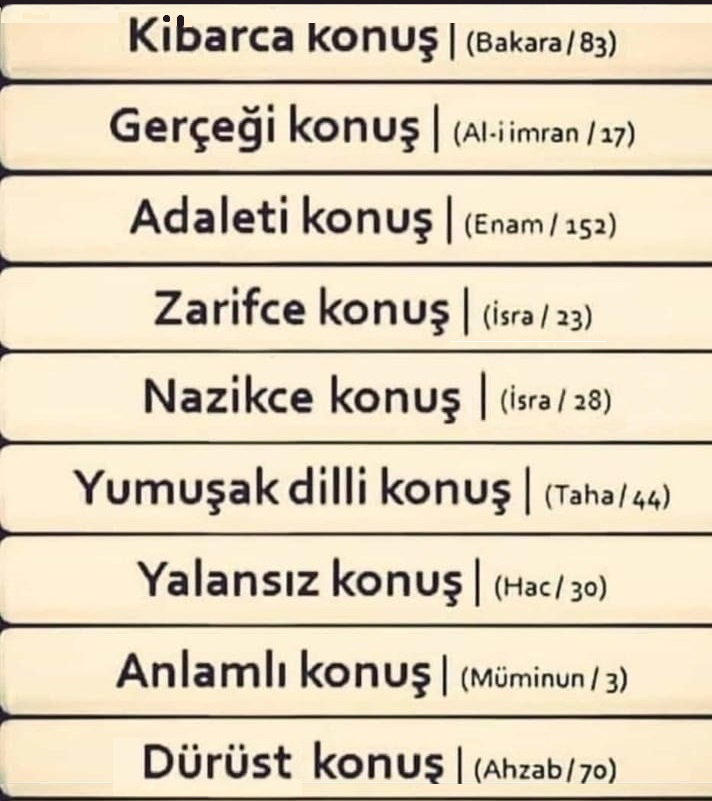 Kibarca konuş | (Bakara/83)
Gerçeği konuş | (Al-i imran /17)
Adaleti konuş | (Enam / 152)
Zarifce konuş | (İsra / 23)
Nazikce konuş | (İsra / 28)
Yumuşak dilli konuş | (Taha/44)
Yalansız konuş | (Hac/ 30)
Anlamlı konuş | (Müminun / 3)
Dürüst konuş | (Ahzab/70)